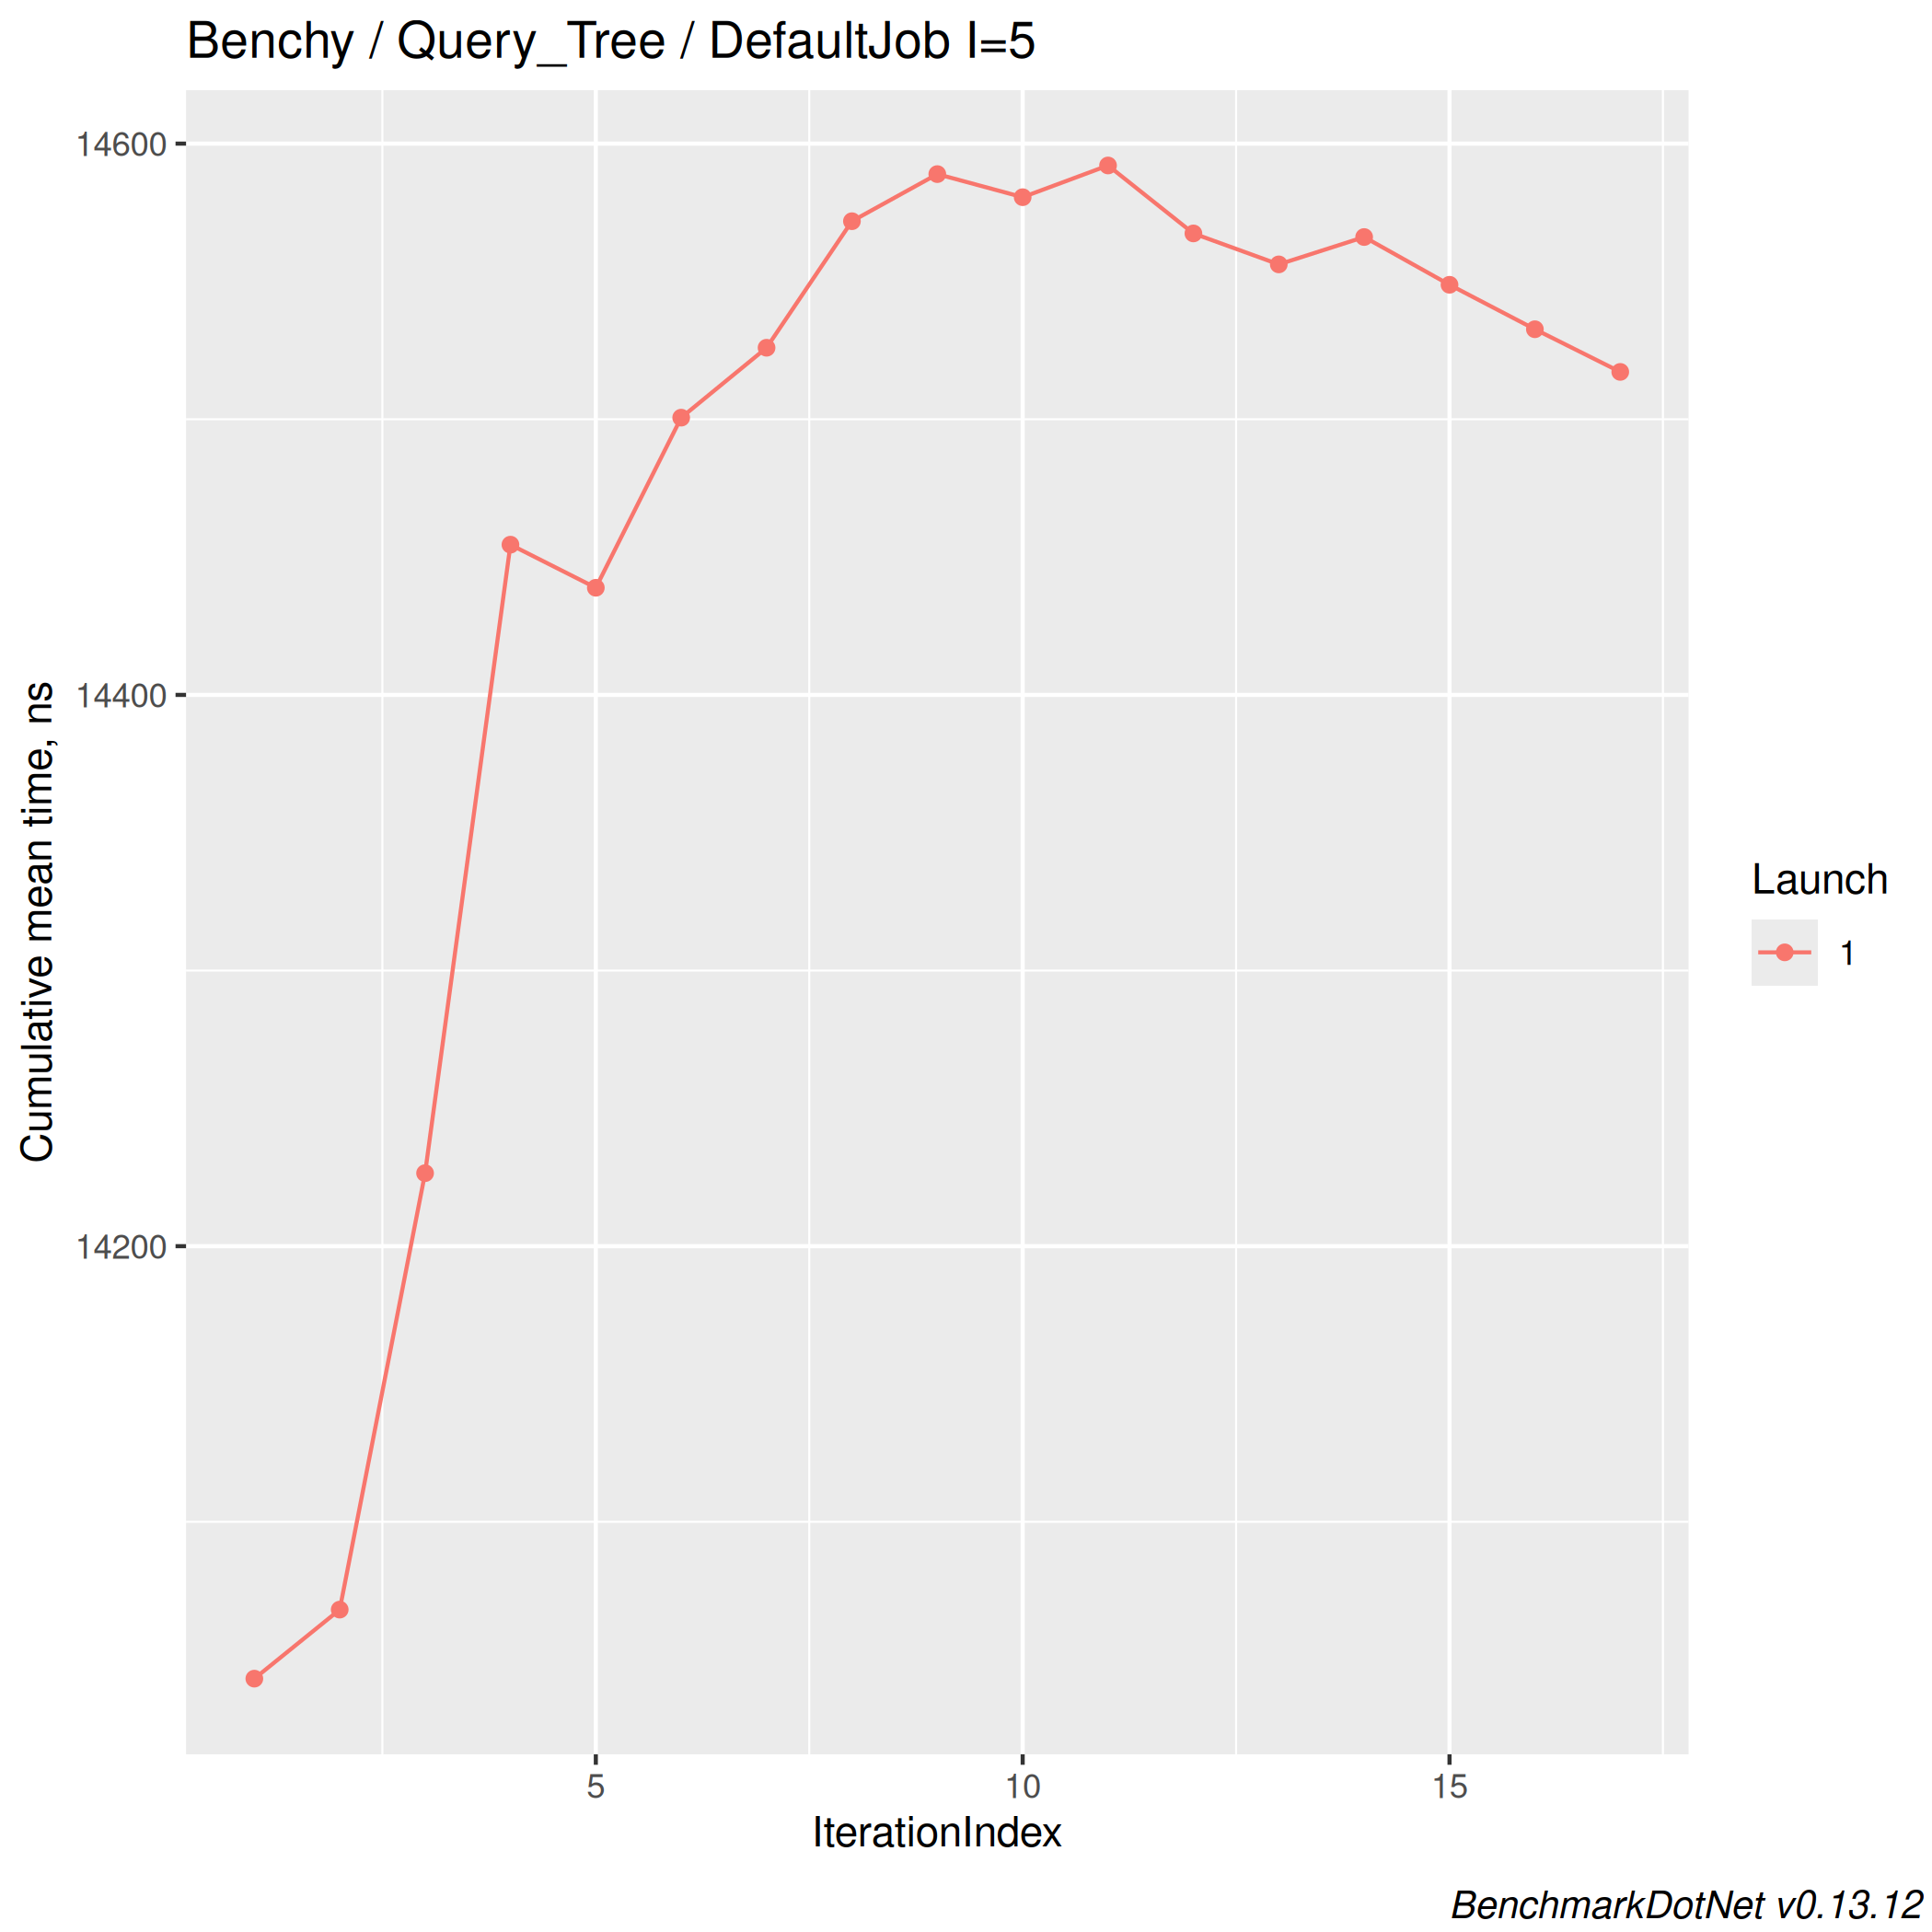 Benchy / Query_Tree / DefaultJob I=5
14600
14400
14200
Cumulative mean time, ns
5
10
15
IterationIndex
Launch
1
BenchmarkDotNet v0.13.12